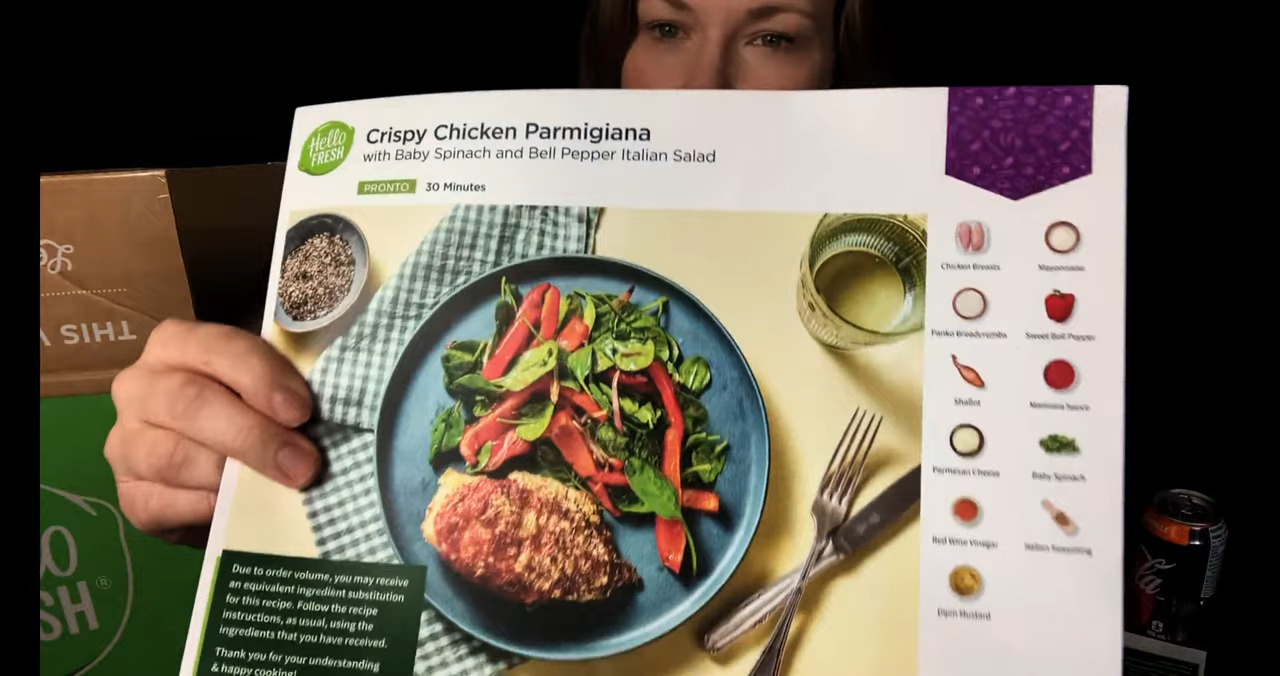 Hello
FRESH
Crispy Chicken Parmigiana
with Baby Spinach and Bell Pepper Italian Salad
PRONTO 30 Minutes
Chicken Breasts
Mayonnaise
Panko Breadcrumbs
Sweet Bell Pepper
Shallot
Marinara Sauce
Parmesan Cheese
Baby Spinach
Red Wine Vinegar
Italian Seasoning
Dijon Mustard
Due to order volume, you may receive
an equivalent ingredient substitution
for this recipe. Follow the recipe
instructions, as usual, using the
ingredients that you have received.
Thank you for your understanding
& happy cooking!
THIS
SH®